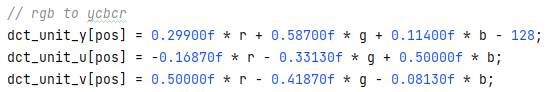 // rgb to ycbcr
dct_unit_y[pos] = 0.29900f * r + 0.58700f * g + 0.11400f * b - 128;
dct_unit_u[pos] = -0.16870f * r - 0.33130f * g + 0.50000f * b;
dct_unit_v[pos] = 0.50000f * r - 0.41870f * g - 0.08130f * b;